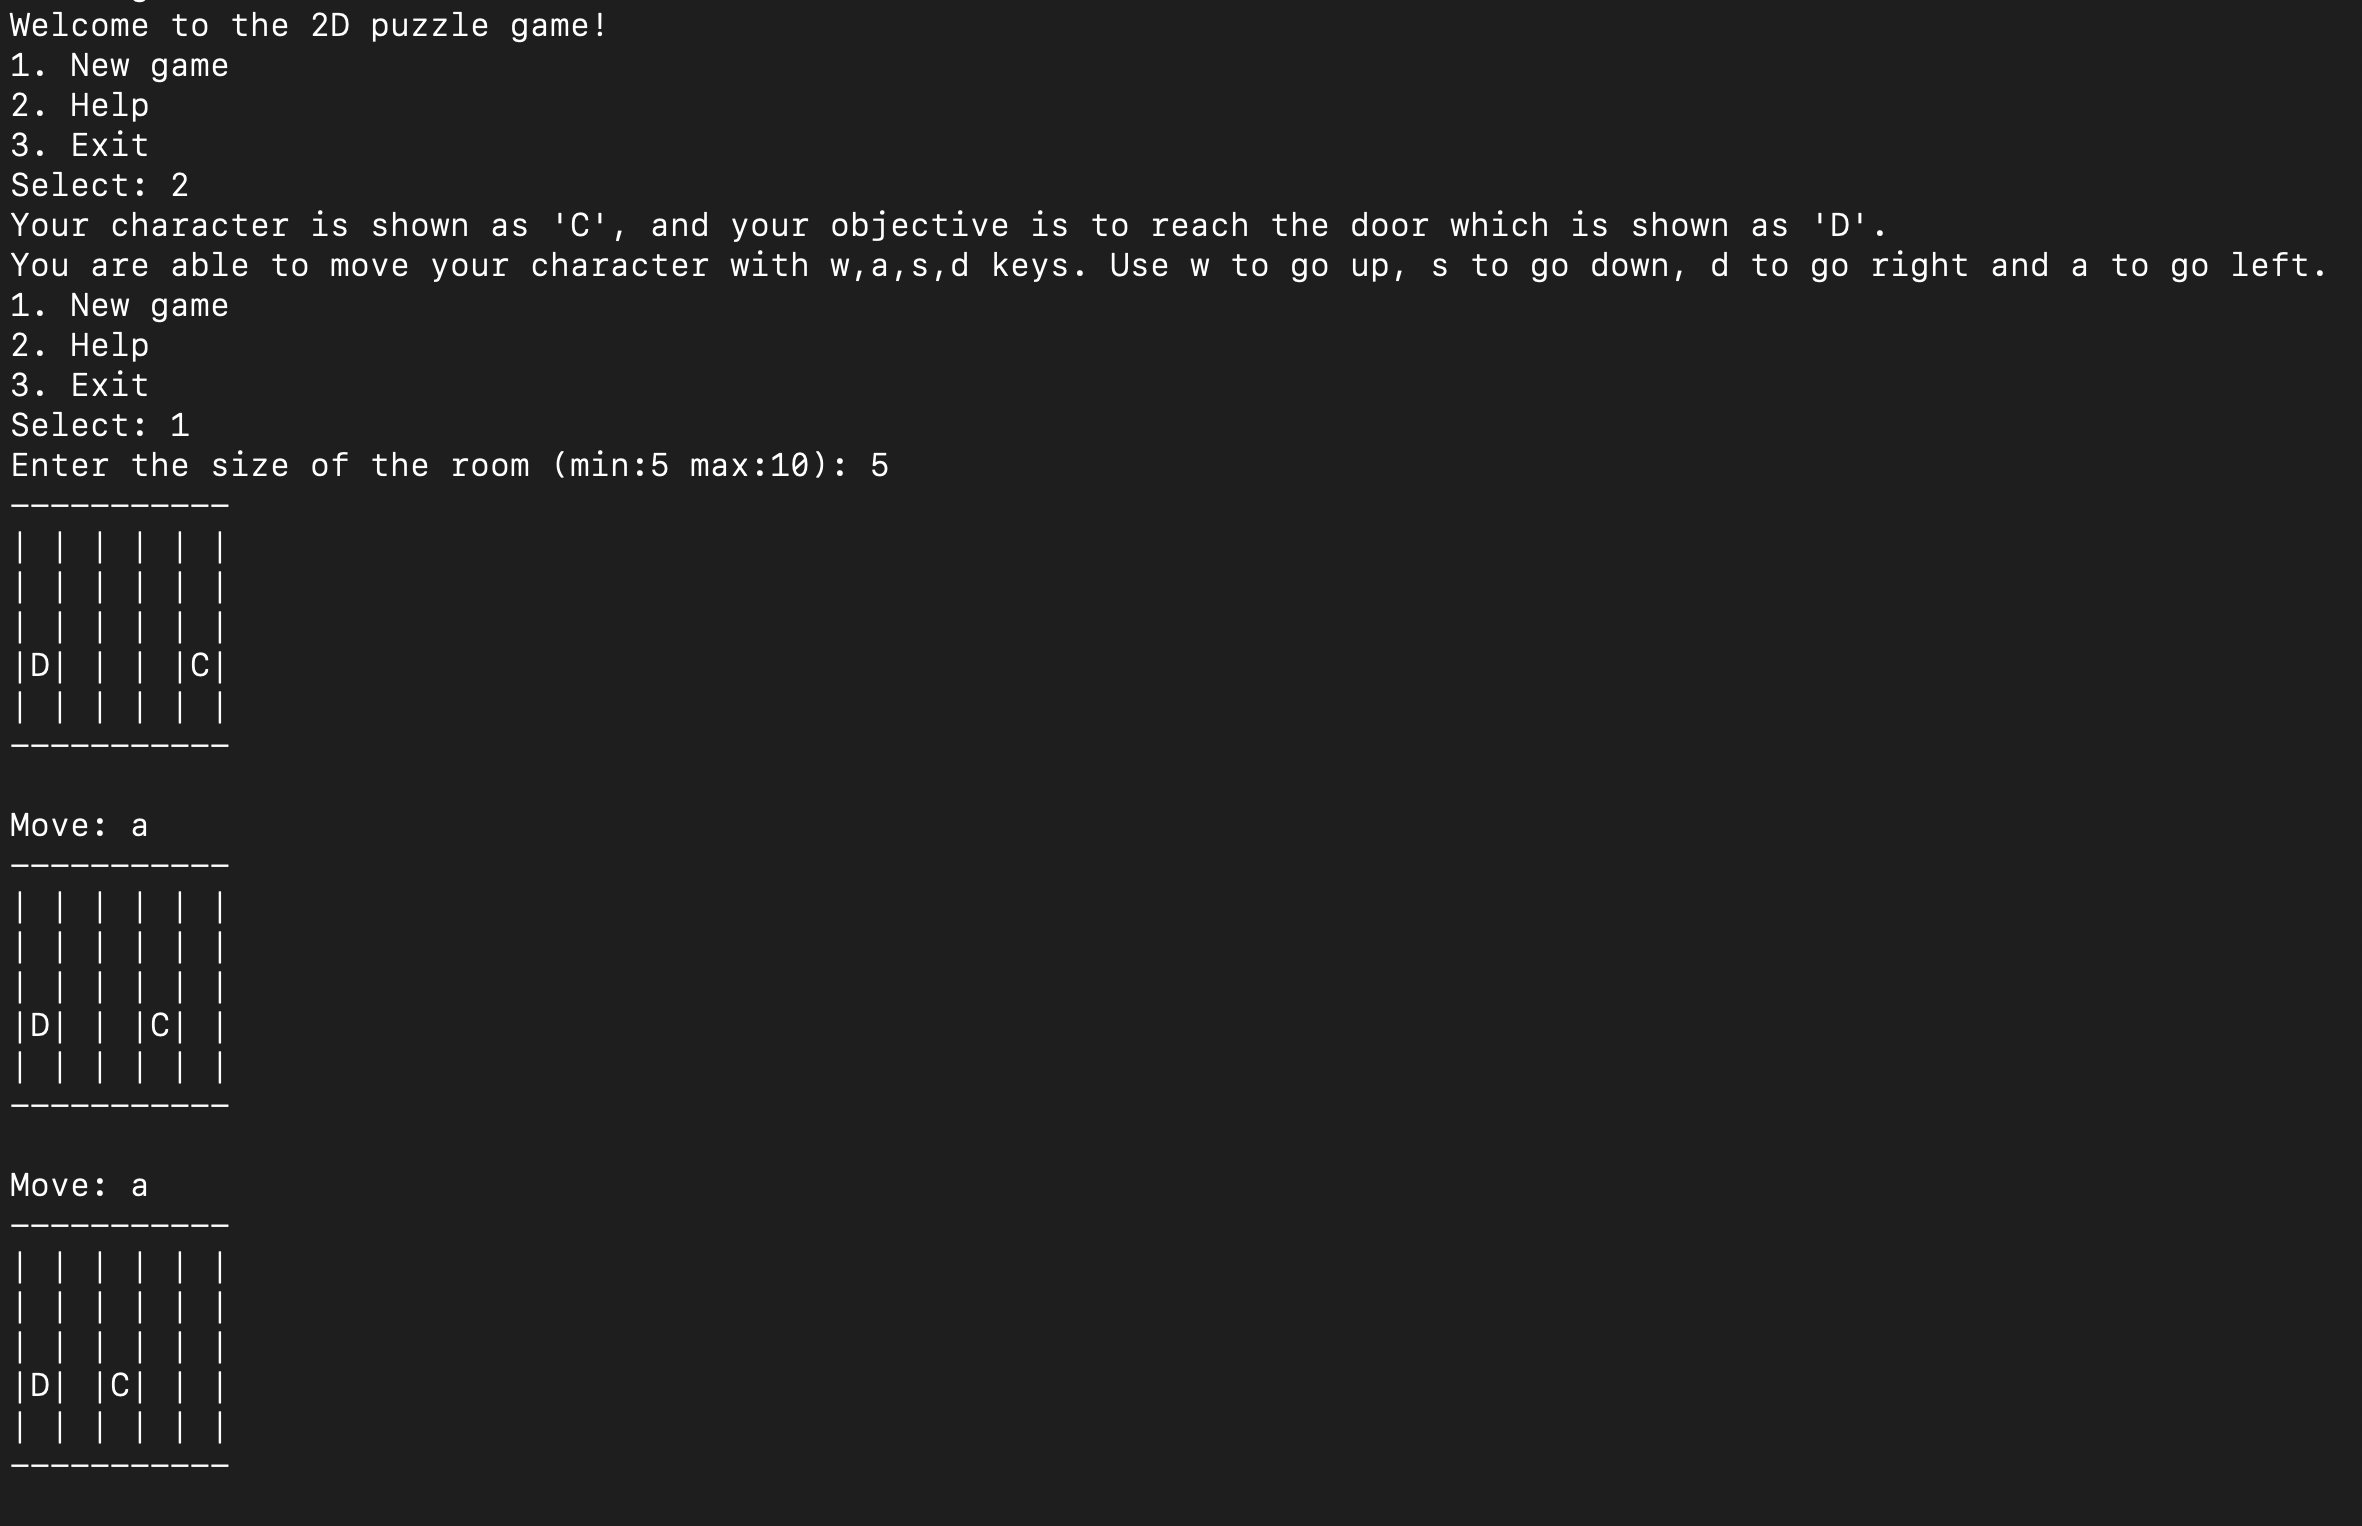 Welcome to the 2D puzzle game!
1. New game
2. Help
3. Exit
Select: 2
Your character is shown as 'C', and your objective is to reach the door which is shown as 'D'.
You are able to move your character with w,a,s,d keys. Use w to go up, s to go down, d to go right and a to go left.
1. New game
2. Help
3. Exit
Select: 1
Enter the size of the room (min:5 max:10): 5
-----------
| | | | | |
| | | | | |
| | | | | |
|D| | | |C|
| | | | | |
-----------

Move: a
-----------
| | | | | |
| | | | | |
| | | | | |
|D| | |C| |
| | | | | |
-----------

Move: a
-----------
| | | | | |
| | | | | |
| | | | | |
|D| |C| | |
| | | | | |
-----------